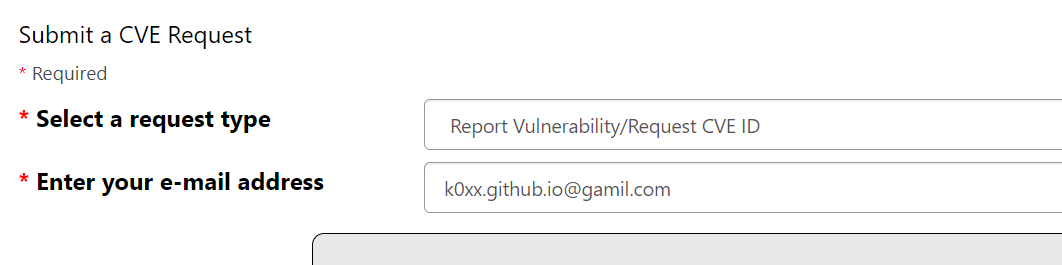 Submit a CVE Request
* Required
* Select a request type
Report Vulnerability/Request CVE ID
* Enter your e-mail address
k0xx.github.io@gamil.com